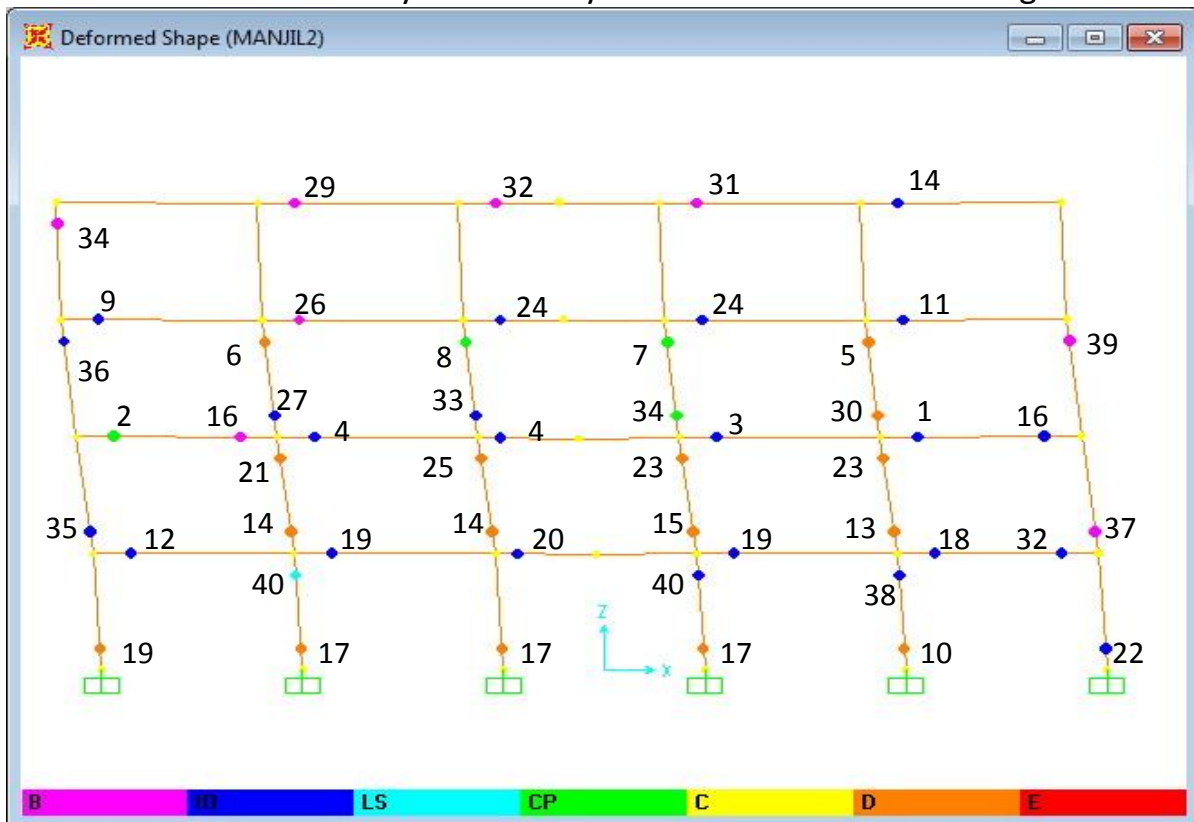 Deformed Shape (MANJIL2)
29 32 31 14
34
9 26 24 24 11
36 6 8 7 5 39
27 33 34 30
2 16 4 4 3 1 16
21 25 23 23
35 14 14 15 13 37
12 19 20 19 18 32
40 40 38
Z
X
19 17 17 17 10 22
B IO LS CP C D E